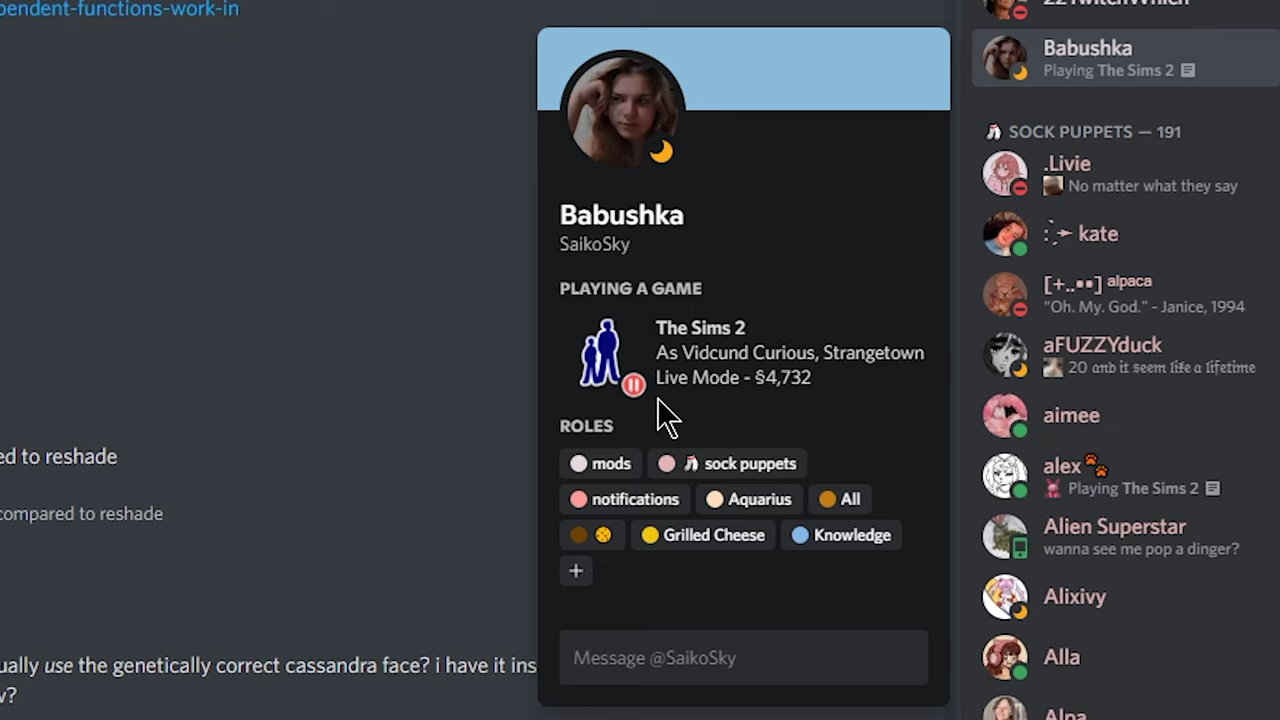 pendent-functions-work-in
ed to reshade
compared to reshade
ually use the genetically correct cassandra face? i have it ins
w?
Babushka
SaikoSky
PLAYING A GAME
The Sims 2
As Vidcund Curious, Strangetown
Live Mode - §4,732
ROLES
mods
sock puppets
notifications
Aquarius
All
Grilled Cheese
Knowledge
+
Message @SaikoSky
Babushka
Playing The Sims 2
SOCK PUPPETS — 191
.Livie
No matter what they say
kate
[+..••] ᵃˡᵖᵃᶜᵃ
“Oh. My. God.” - Janice, 1994
aFUZZYduck
20 𝔞𝔫𝔟 𝔦𝔱 𝔰𝔢𝔢𝔪 𝔩𝔦𝔨𝔢 𝔞 𝔩𝔦𝔣𝔢𝔱𝔦𝔪𝔢
aimee
alex
Playing The Sims 2
Alien Superstar
wanna see me pop a dinger?
Alixivy
Alla